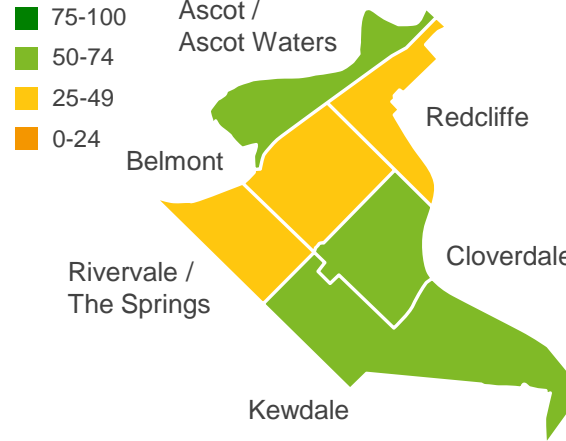 75-100
50-74
25-49
0-24
Ascot /
Ascot Waters
Redcliffe
Belmont
Cloverdale
Rivervale /
The Springs
Kewdale